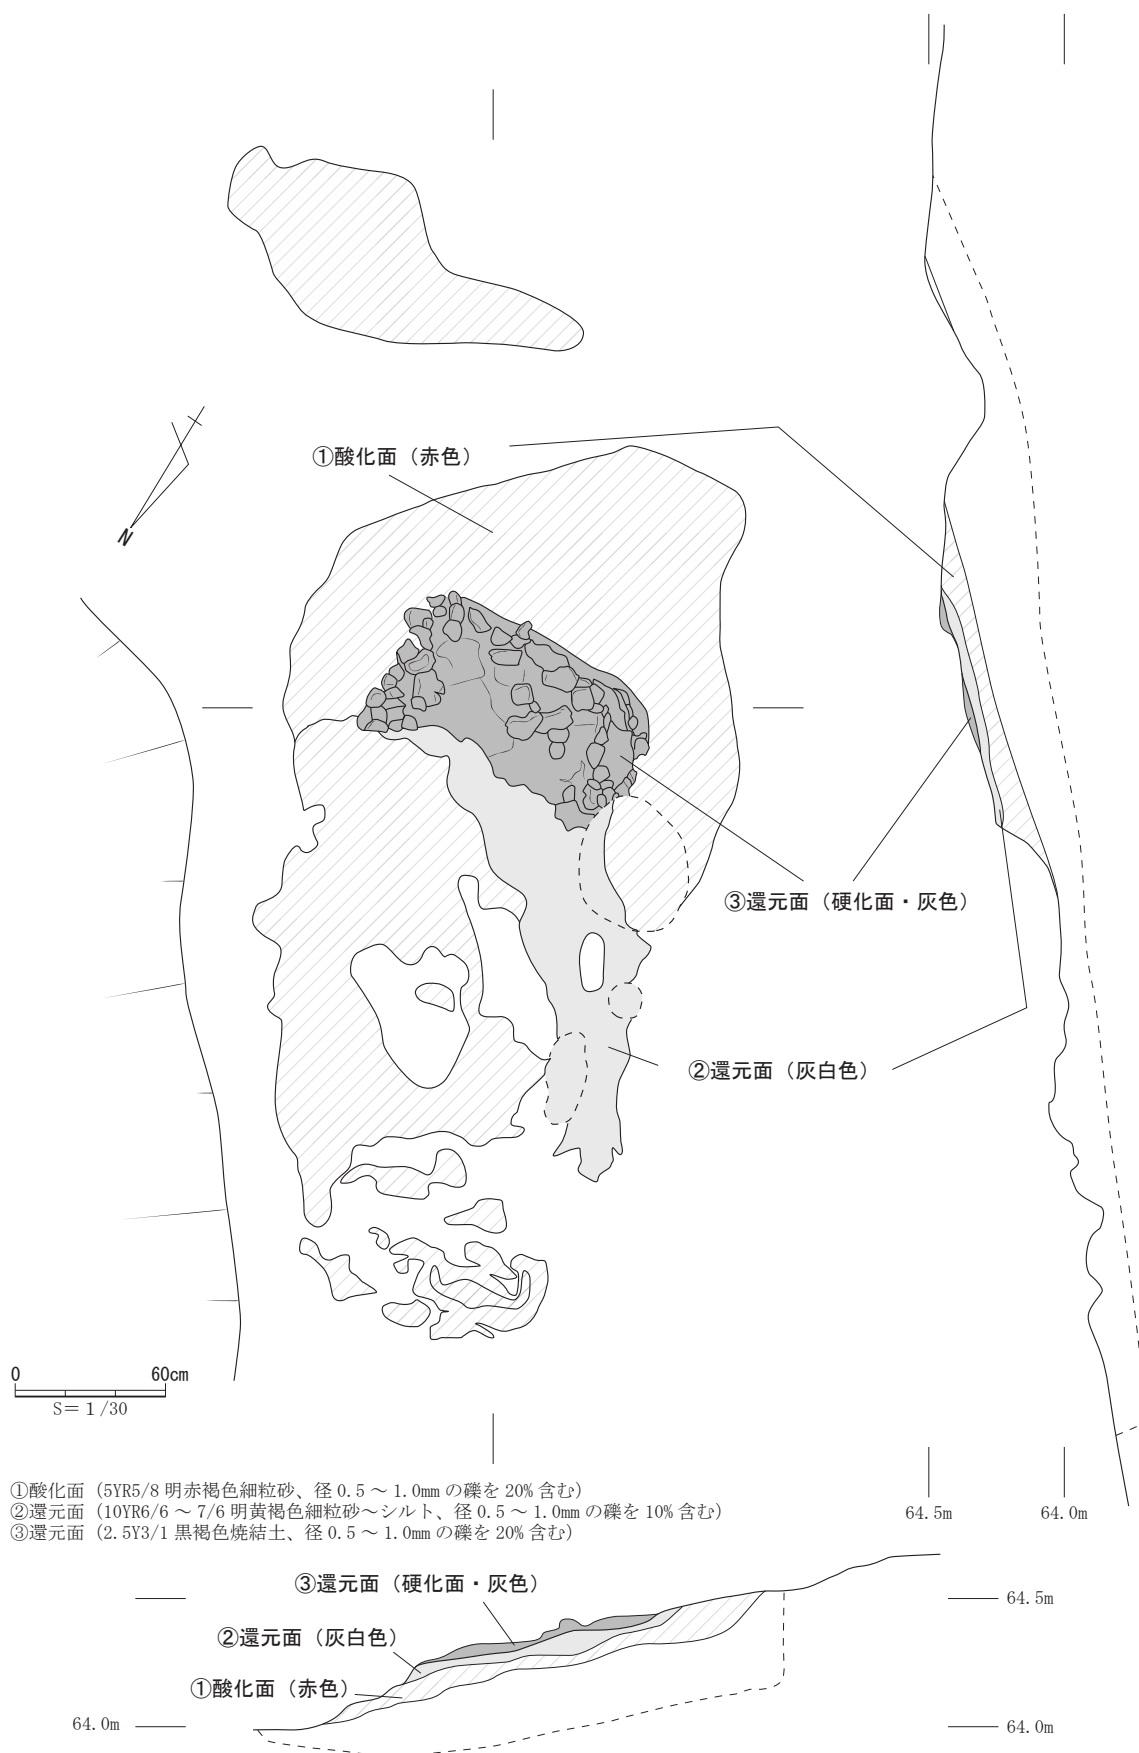 ①酸化面（赤色）
N
③還元面（硬化面・灰色）
②還元面（灰白色）
0 60cm
S＝１/30
①酸化面（5YR5/8 明赤褐色細粒砂、径 0.5 ～ 1.0mm の礫を 20% 含む）
②還元面（10YR6/6 ～ 7/6 明黄褐色細粒砂～シルト、径 0.5 ～ 1.0mm の礫を 10% 含む）
③還元面（2.5Y3/1 黒褐色焼結土、径 0.5 ～ 1.0mm の礫を 20% 含む）
64.5m 64.0m
③還元面（硬化面・灰色）
64.5m
②還元面（灰白色）
①酸化面（赤色）
64.0m 64.0m